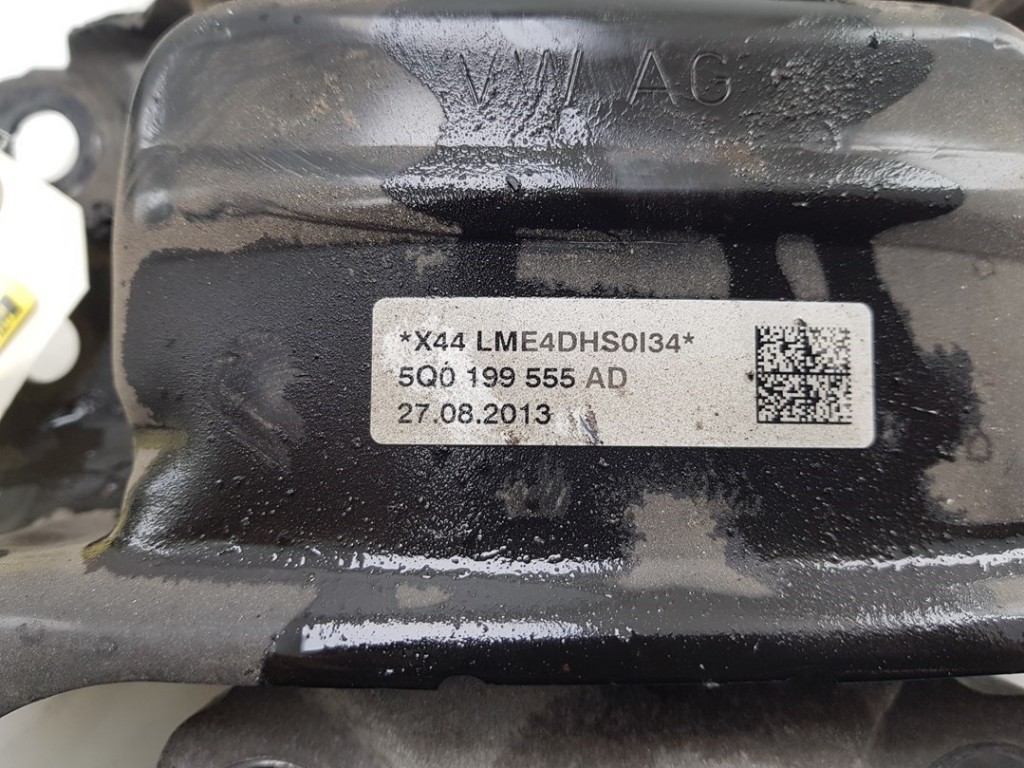 VW AG
*X44 LME4DHS0I34*
5Q0 199 555 AD
27.08.2013